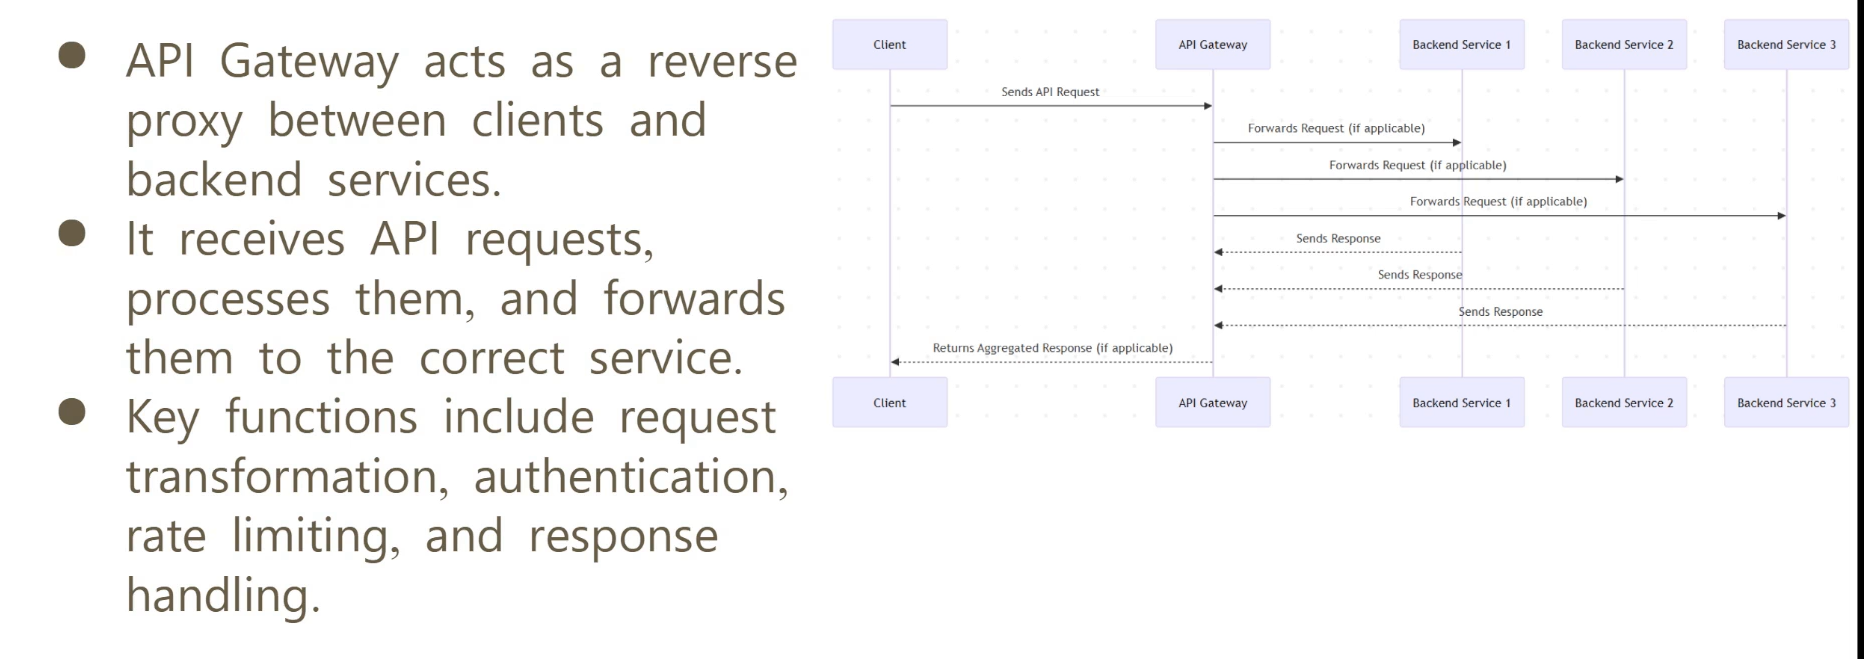 ● API Gateway acts as a reverse
proxy between clients and
backend services.
● It receives API requests,
processes them, and forwards
them to the correct service.
● Key functions include request
transformation, authentication,
rate limiting, and response
handling.
Client API Gateway Backend Service 1 Backend Service 2 Backend Service 3
Sends API Request
Forwards Request (if applicable)
Forwards Request (if applicable)
Forwards Request (if applicable)
Sends Response
Sends Response
Sends Response
Returns Aggregated Response (if applicable)
Client API Gateway Backend Service 1 Backend Service 2 Backend Service 3